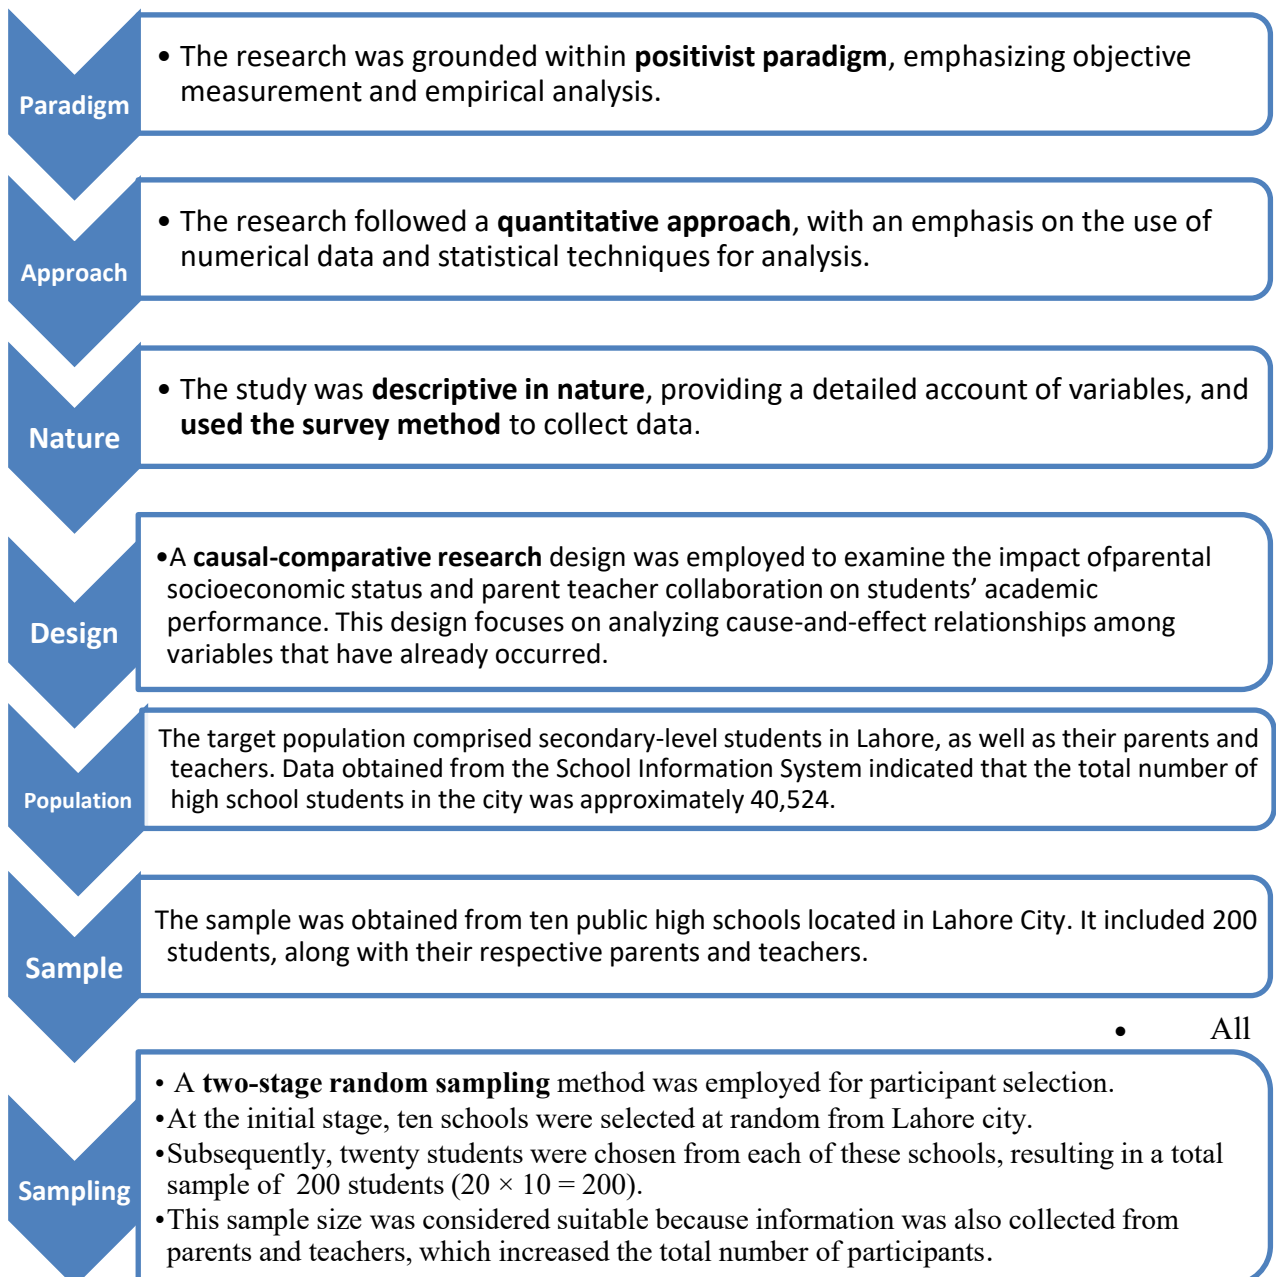 Paradigm
• The research was grounded within positivist paradigm, emphasizing objective
measurement and empirical analysis.
Approach
• The research followed a quantitative approach, with an emphasis on the use of
numerical data and statistical techniques for analysis.
Nature
• The study was descriptive in nature, providing a detailed account of variables, and
used the survey method to collect data.
Design
•A causal-comparative research design was employed to examine the impact ofparental
socioeconomic status and parent teacher collaboration on students’ academic
performance. This design focuses on analyzing cause-and-effect relationships among
variables that have already occurred.
Population
The target population comprised secondary-level students in Lahore, as well as their parents and
teachers. Data obtained from the School Information System indicated that the total number of
high school students in the city was approximately 40,524.
Sample
The sample was obtained from ten public high schools located in Lahore City. It included 200
students, along with their respective parents and teachers.
• All
Sampling
• A two-stage random sampling method was employed for participant selection.
•At the initial stage, ten schools were selected at random from Lahore city.
•Subsequently, twenty students were chosen from each of these schools, resulting in a total
sample of 200 students (20 × 10 = 200).
•This sample size was considered suitable because information was also collected from
parents and teachers, which increased the total number of participants.